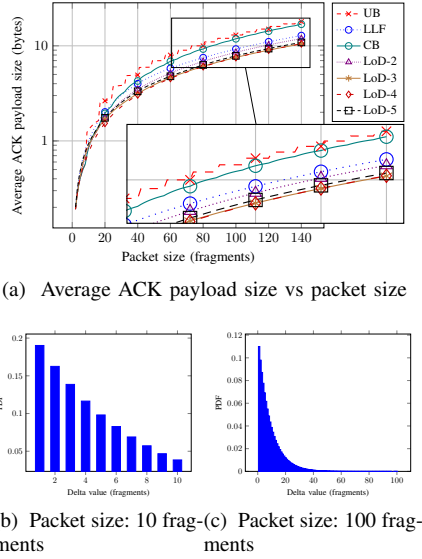 Average ACK payload size (bytes)
10
1
0 20 40 60 80 100 120 140
Packet size (fragments)
UB
LLF
CB
LoD-2
LoD-3
LoD-4
LoD-5
(a) Average ACK payload size vs packet size
0.2
0.15
0.1
0.05
2 4 6 8 10
Delta value (fragments)
0.12
0.1
0.08
0.06
0.04
0.02
0
PDF
0 20 40 60 80 100
Delta value (fragments)
b) Packet size: 10 frag-
ments
(c) Packet size: 100 frag-
ments